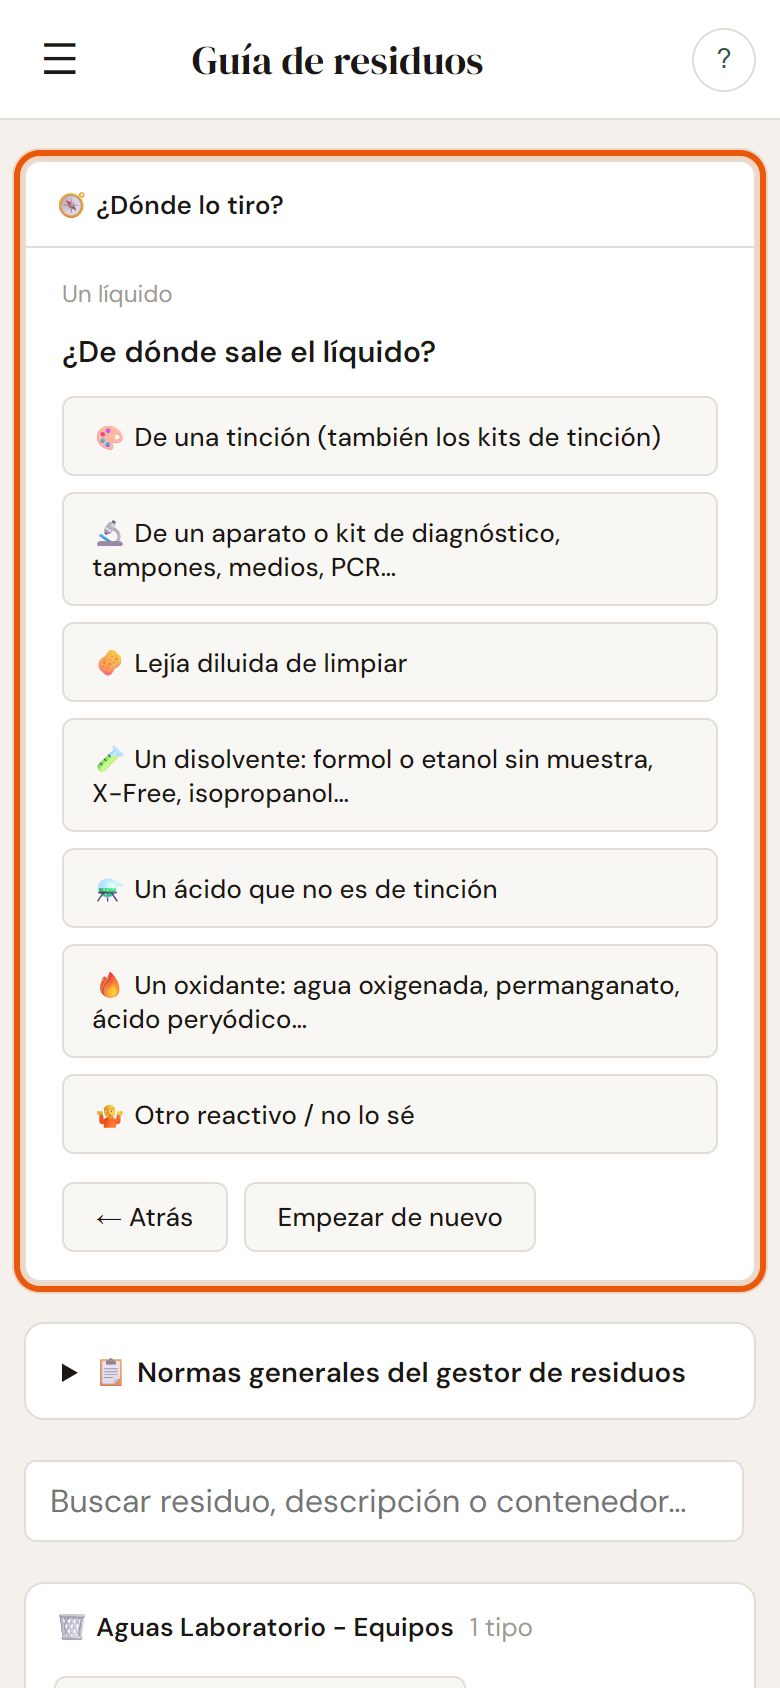 ☰ Guía de residuos ?
¿Dónde lo tiro?
Un líquido
¿De dónde sale el líquido?
De una tinción (también los kits de tinción)
De un aparato o kit de diagnóstico,
tampones, medios, PCR...
Lejía diluida de limpiar
Un disolvente: formol o etanol sin muestra,
X-Free, isopropanol...
Un ácido que no es de tinción
Un oxidante: agua oxigenada, permanganato,
ácido peryódico...
Otro reactivo / no lo sé
← Atrás Empezar de nuevo
▶ Normas generales del gestor de residuos
Buscar residuo, descripción o contenedor...
Aguas Laboratorio - Equipos 1 tipo